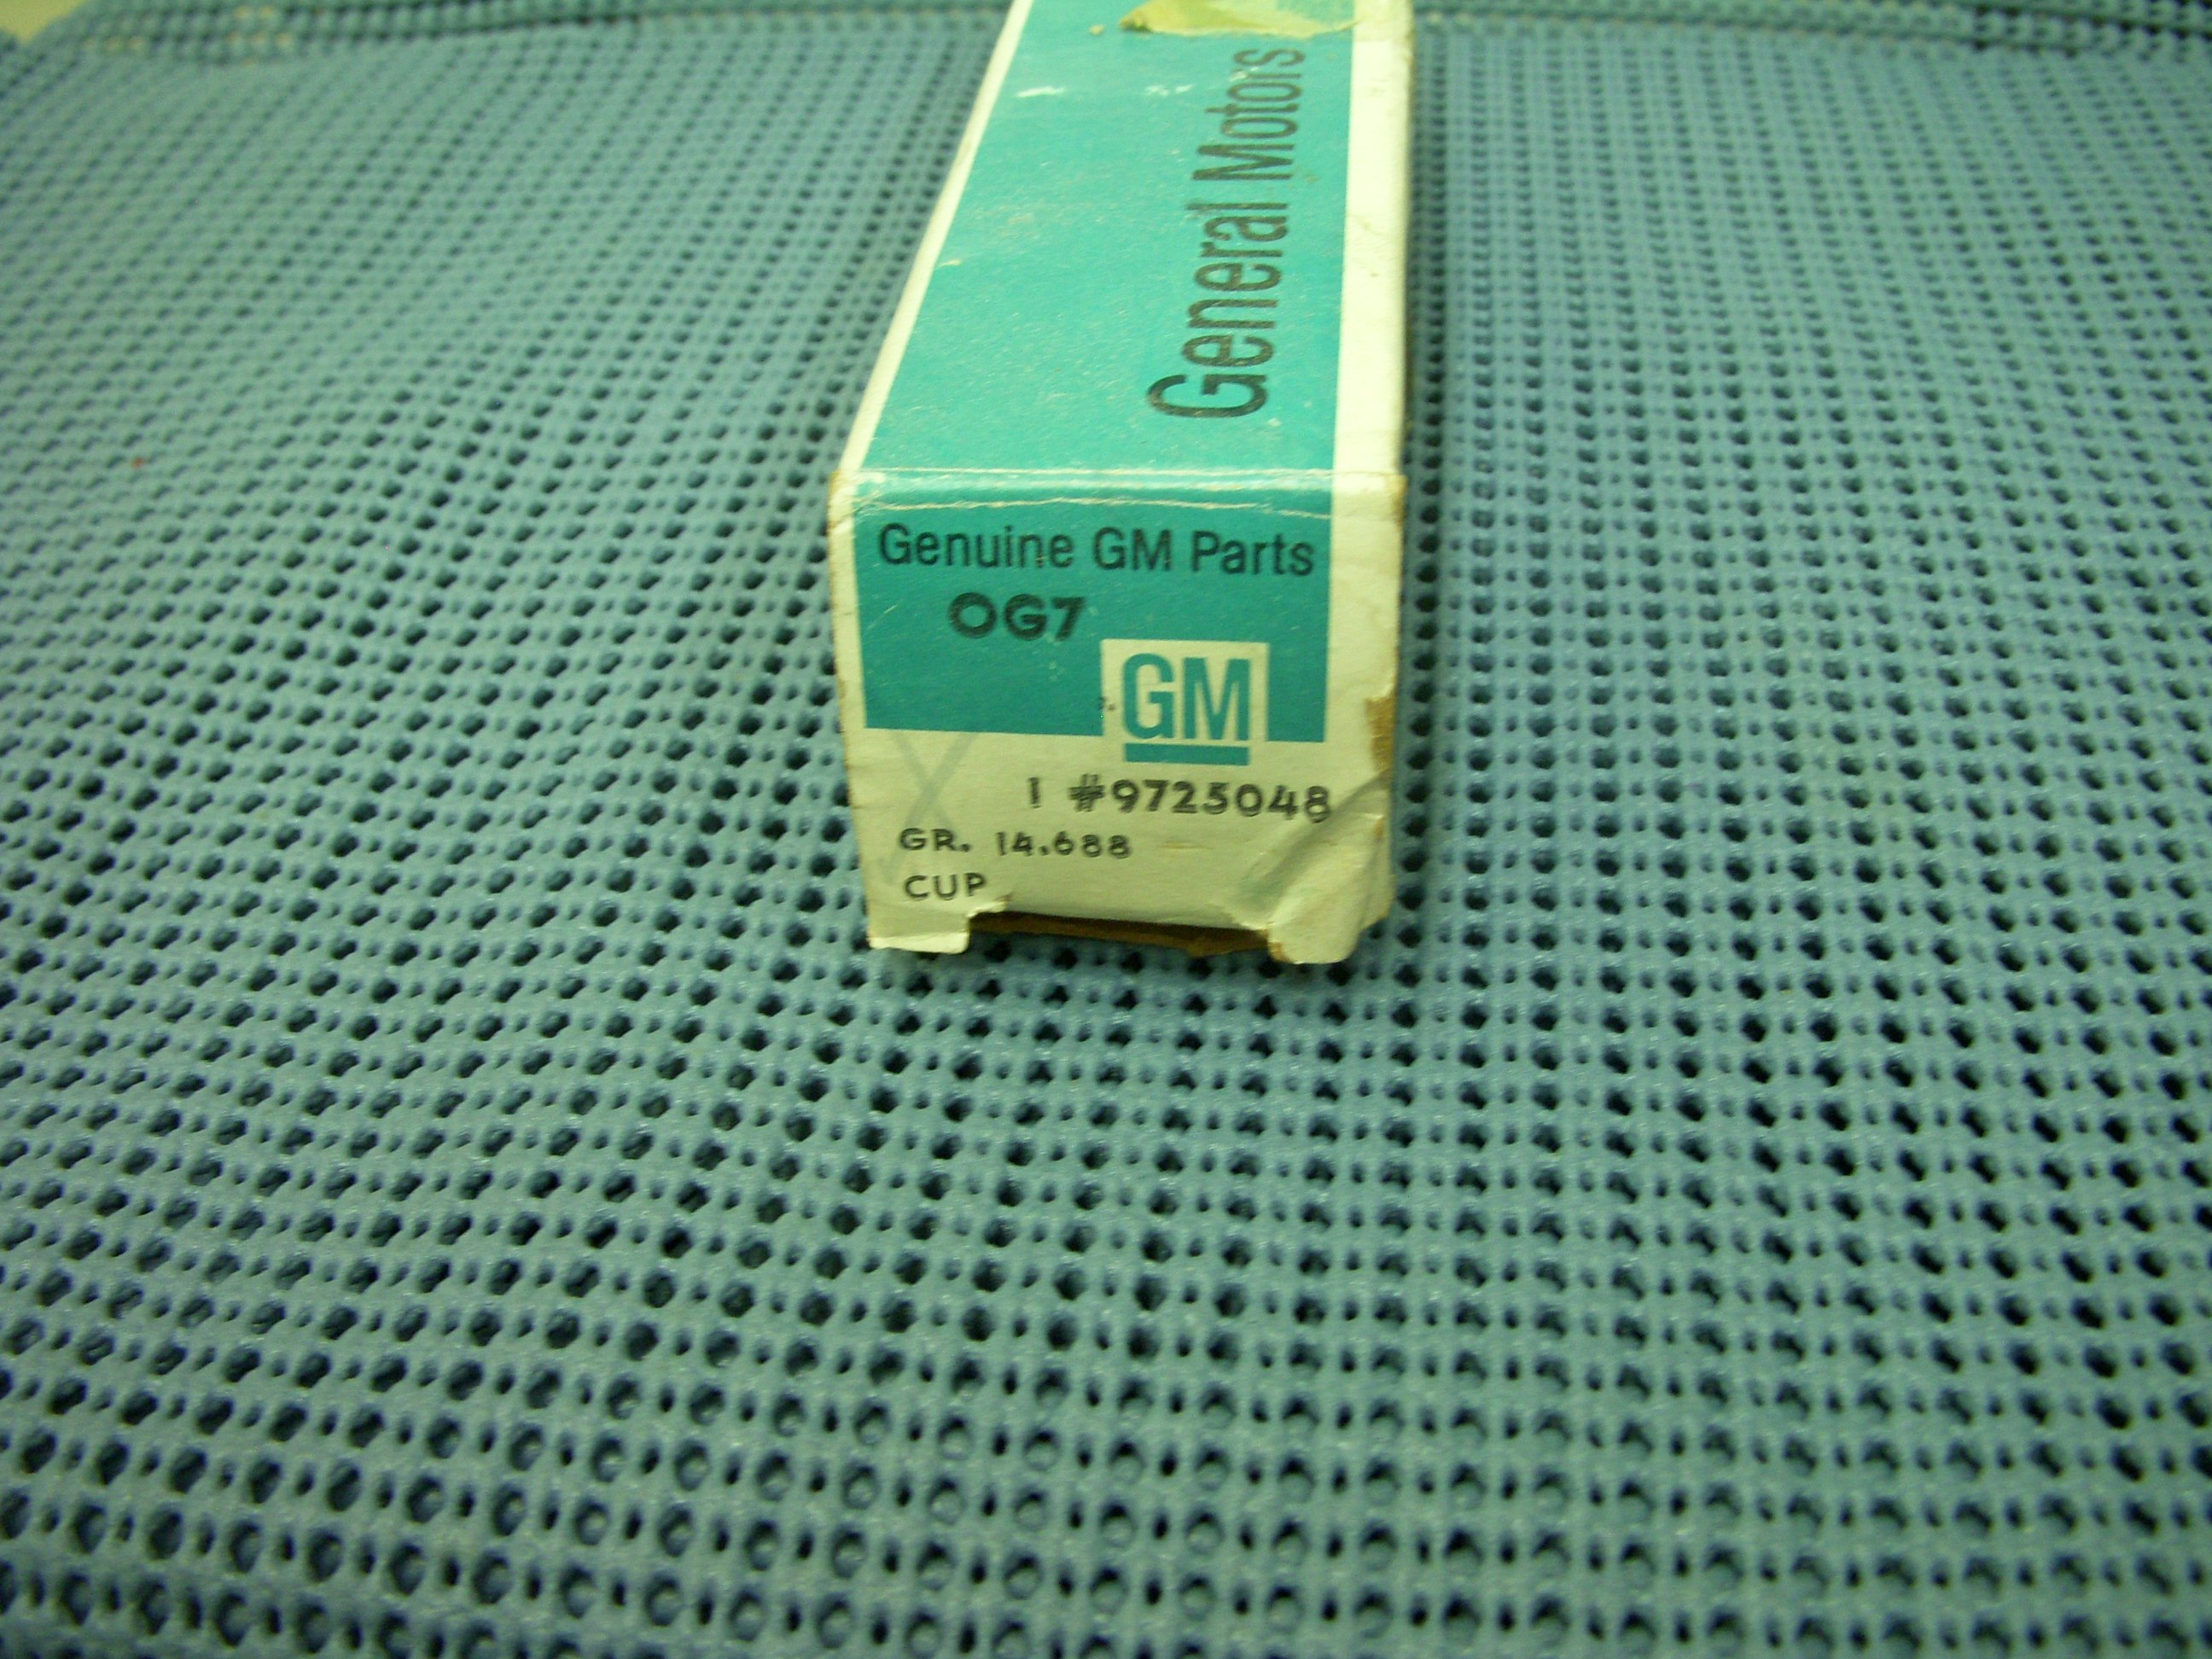 General Motors
Genuine GM Parts
OG7
GM
1 #9725048
GR. 14.688
CUP